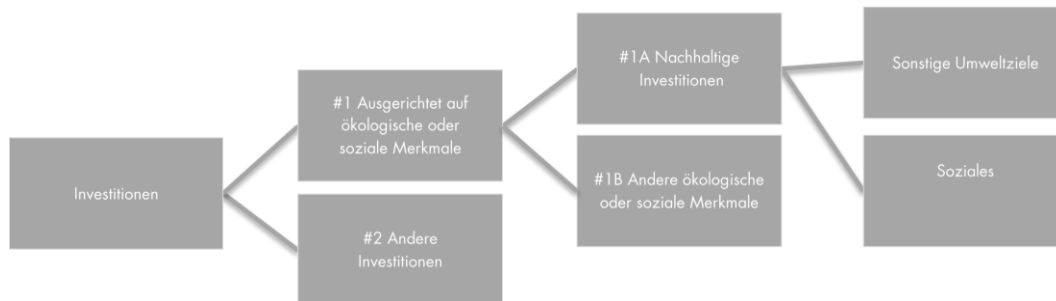 Investitionen
#1 Ausgerichtet auf
ökologische oder
soziale Merkmale
#2 Andere
Investitionen
#1A Nachhaltige
Investitionen
#1B Andere ökologische
oder soziale Merkmale
Sonstige Umweltziele
Soziales